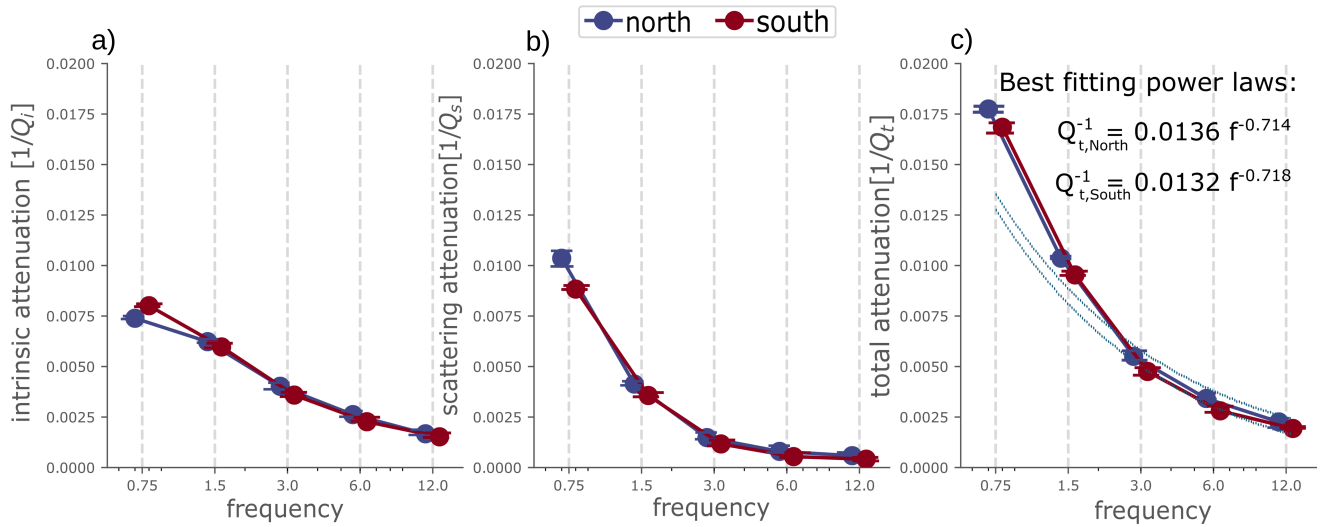 north south
a)
intrinsic attenuation [1/Q_i]
0.0200
0.0175
0.0150
0.0125
0.0100
0.0075
0.0050
0.0025
0.0000
0.75 1.5 3.0 6.0 12.0
frequency
b)
scattering attenuation[1/Q_s]
0.0200
0.0175
0.0150
0.0125
0.0100
0.0075
0.0050
0.0025
0.0000
0.75 1.5 3.0 6.0 12.0
frequency
c)
total attenuation[1/Q_t]
0.0200
0.0175
0.0150
0.0125
0.0100
0.0075
0.0050
0.0025
0.0000
Best fitting power laws:
Q_t,North^-1 = 0.0136 f^-0.714
Q_t,South^-1 = 0.0132 f^-0.718
0.75 1.5 3.0 6.0 12.0
frequency